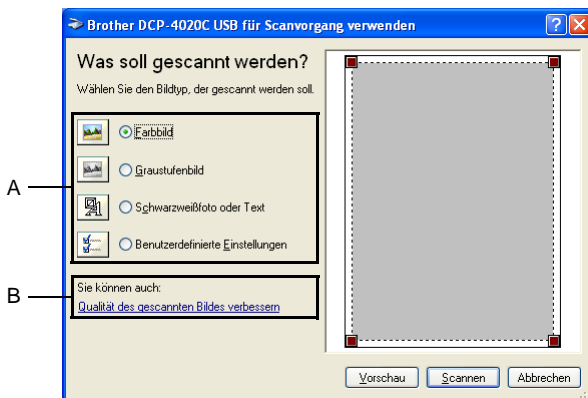 Brother DCP-4020C USB für Scanvorgang verwenden
Was soll gescannt werden?
Wählen Sie den Bildtyp, der gescannt werden soll.
A
Farbbild
Graustufenbild
Schwarzweißfoto oder Text
Benutzerdefinierte Einstellungen
B
Sie können auch:
Qualität des gescannten Bildes verbessern
Vorschau
Scannen
Abbrechen